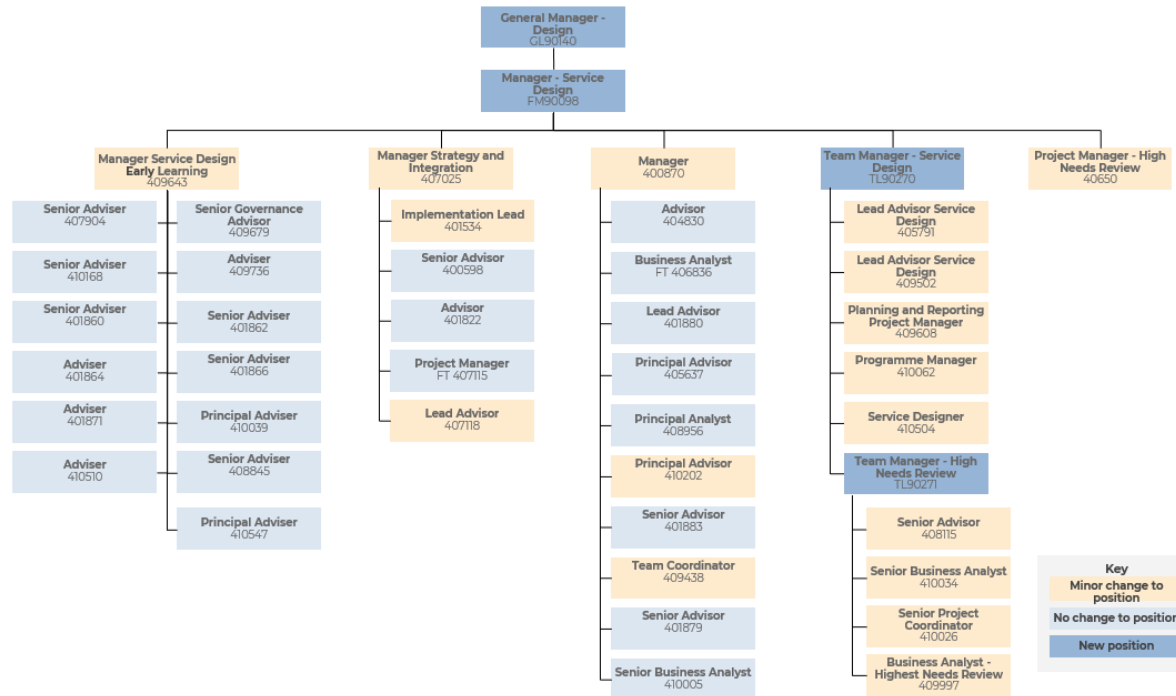 General Manager -
Design
GL90140
Manager - Service
Design
FM90098
Manager Service Design
Early Learning
409643
Senior Adviser
407904
Senior Governance
Advisor
409679
Senior Adviser
410168
Adviser
409736
Senior Adviser
401860
Senior Adviser
401862
Adviser
401864
Senior Adviser
401866
Adviser
401871
Principal Adviser
410039
Adviser
410510
Senior Adviser
408845
Principal Adviser
410547
Manager Strategy and
Integration
407025
Implementation Lead
401534
Senior Advisor
400598
Advisor
401822
Project Manager
FT 407115
Lead Advisor
407118
Manager
400870
Advisor
404830
Business Analyst
FT 406836
Lead Advisor
401880
Principal Advisor
405637
Principal Analyst
408956
Principal Advisor
410202
Senior Advisor
401883
Team Coordinator
409438
Senior Advisor
401879
Senior Business Analyst
410005
Team Manager - Service
Design
TL90270
Lead Advisor Service
Design
405791
Lead Advisor Service
Design
409502
Planning and Reporting
Project Manager
409608
Programme Manager
410062
Service Designer
410504
Team Manager - High
Needs Review
TL90271
Senior Advisor
408115
Senior Business Analyst
410034
Senior Project
Coordinator
410026
Business Analyst -
Highest Needs Review
409997
Project Manager - High
Needs Review
40650
Key
Minor change to
position
No change to position
New position